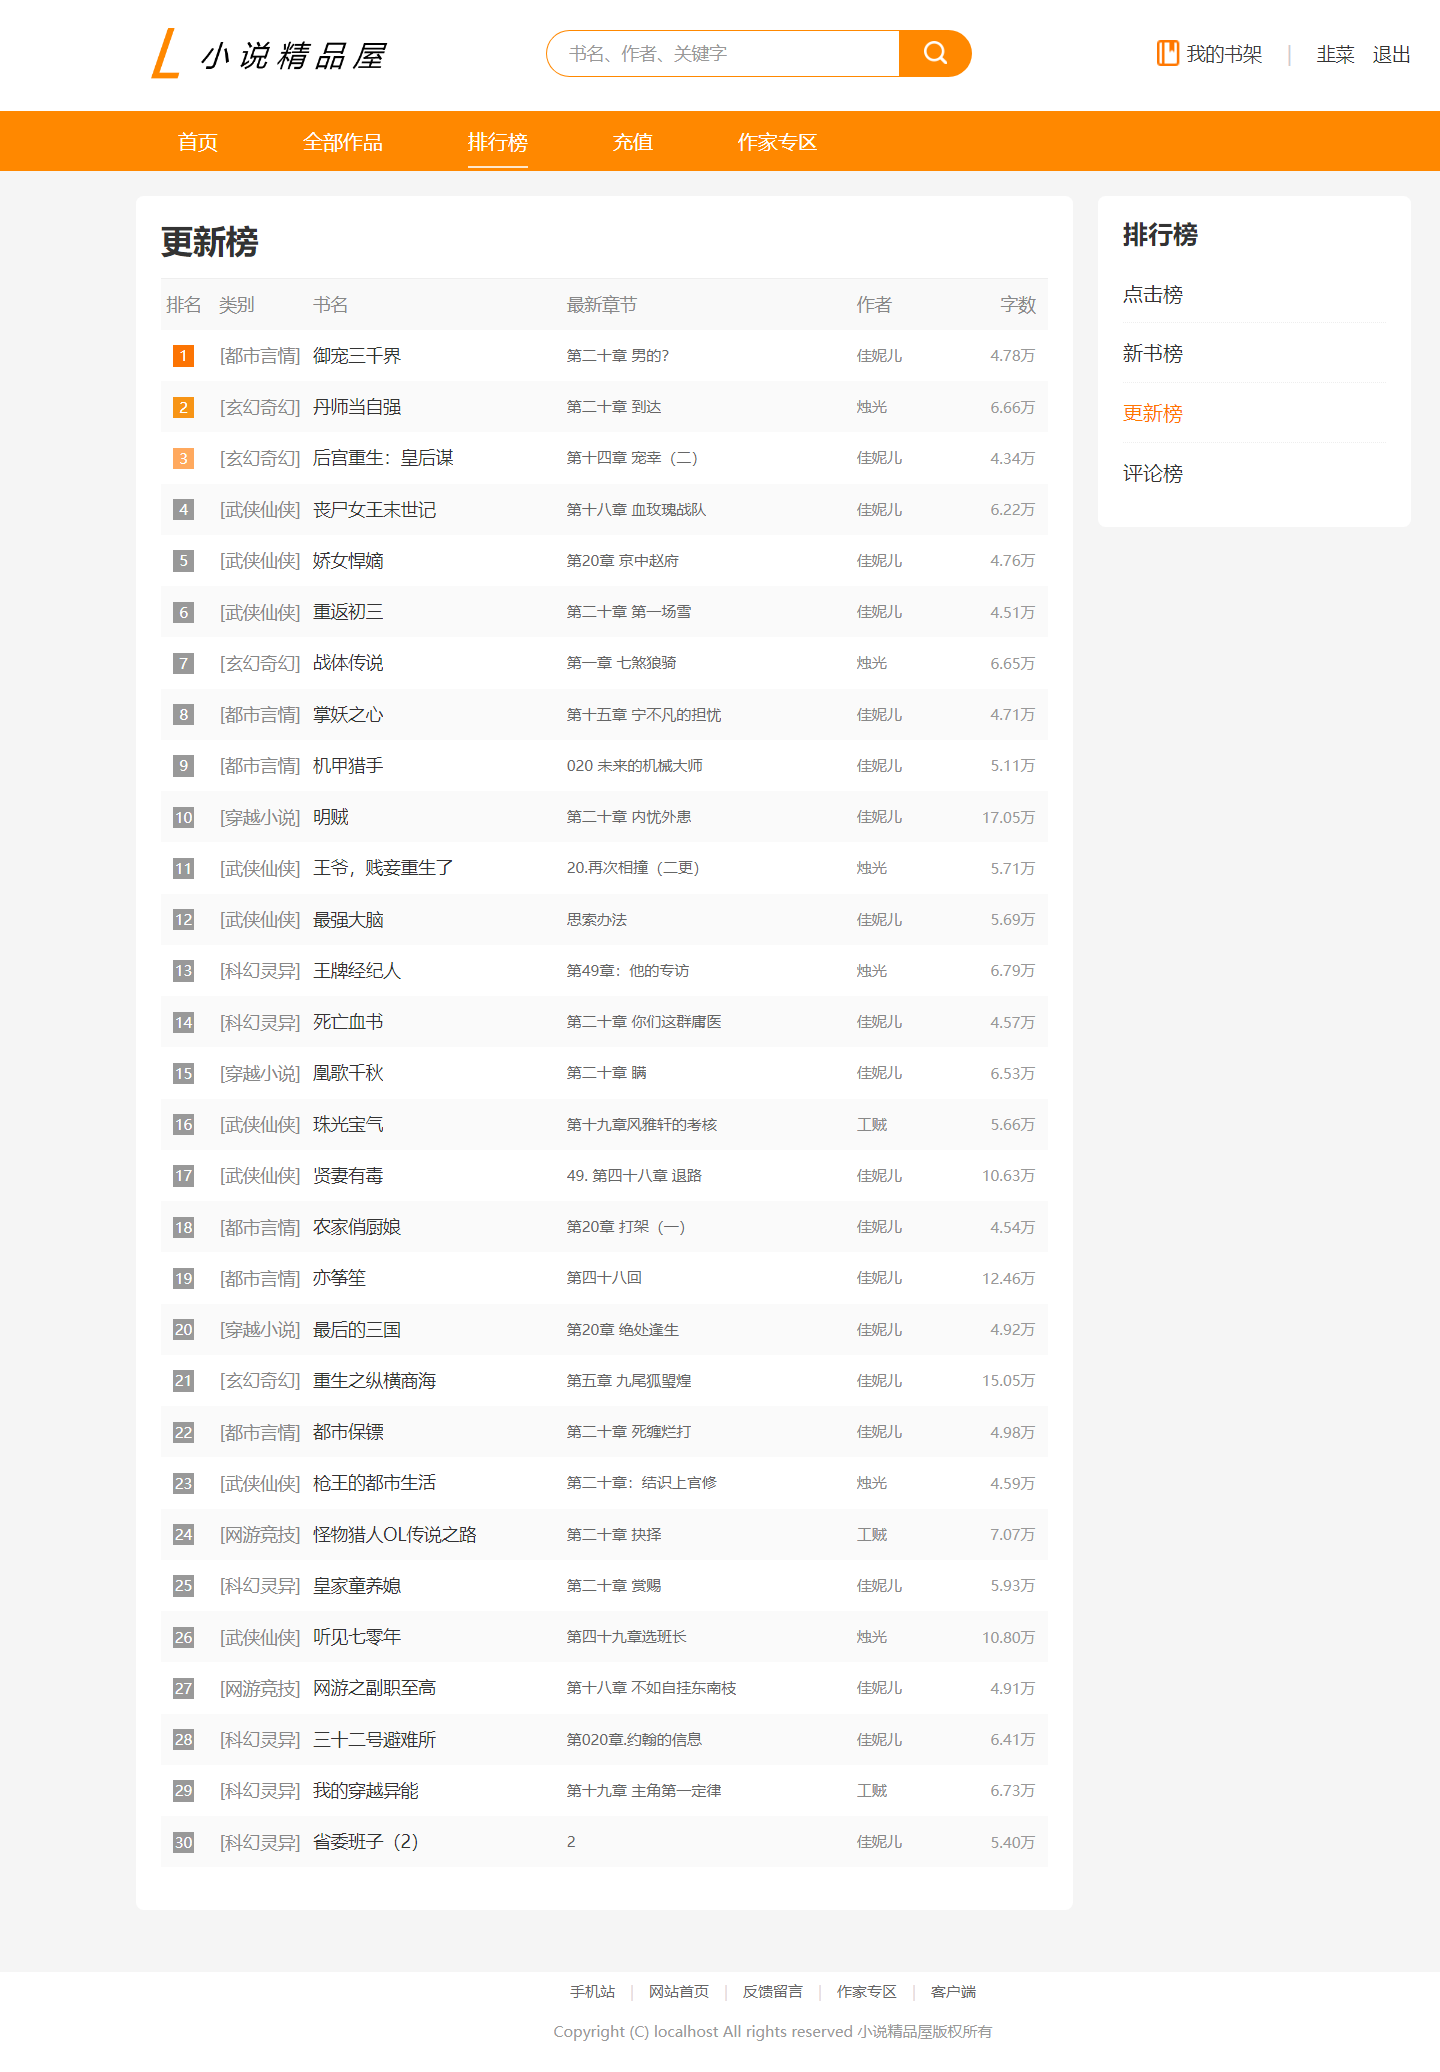 小说精品屋
书名、作者、关键字
我的书架 | 韭菜 退出
首页 全部作品 排行榜 充值 作家专区
更新榜
排名 类别 书名 最新章节 作者 字数
1 [都市言情] 御宠三千界 第二十章 男的? 佳妮儿 4.78万
2 [玄幻奇幻] 丹师当自强 第二十章 到达 烛光 6.66万
3 [玄幻奇幻] 后宫重生：皇后谋 第十四章 宠幸（二） 佳妮儿 4.34万
4 [武侠仙侠] 丧尸女王末世记 第十八章 血玫瑰战队 佳妮儿 6.22万
5 [武侠仙侠] 娇女悍嫡 第20章 京中赵府 佳妮儿 4.76万
6 [武侠仙侠] 重返初三 第二十章 第一场雪 佳妮儿 4.51万
7 [玄幻奇幻] 战体传说 第一章 七煞狼骑 烛光 6.65万
8 [都市言情] 掌妖之心 第十五章 宁不凡的担忧 佳妮儿 4.71万
9 [都市言情] 机甲猎手 020 未来的机械大师 佳妮儿 5.11万
10 [穿越小说] 明贼 第二十章 内忧外患 佳妮儿 17.05万
11 [武侠仙侠] 王爷，贱妾重生了 20.再次相撞（二更） 烛光 5.71万
12 [武侠仙侠] 最强大脑 思索办法 佳妮儿 5.69万
13 [科幻灵异] 王牌经纪人 第49章：他的专访 烛光 6.79万
14 [科幻灵异] 死亡血书 第二十章 你们这群庸医 佳妮儿 4.57万
15 [穿越小说] 凰歌千秋 第二十章 瞒 佳妮儿 6.53万
16 [武侠仙侠] 珠光宝气 第十九章风雅轩的考核 工贼 5.66万
17 [武侠仙侠] 贤妻有毒 49. 第四十八章 退路 佳妮儿 10.63万
18 [都市言情] 农家俏厨娘 第20章 打架（一） 佳妮儿 4.54万
19 [都市言情] 亦筝笙 第四十八回 佳妮儿 12.46万
20 [穿越小说] 最后的三国 第20章 绝处逢生 佳妮儿 4.92万
21 [玄幻奇幻] 重生之纵横商海 第五章 九尾狐曌煌 佳妮儿 15.05万
22 [都市言情] 都市保镖 第二十章 死缠烂打 佳妮儿 4.98万
23 [武侠仙侠] 枪王的都市生活 第二十章：结识上官修 烛光 4.59万
24 [网游竞技] 怪物猎人OL传说之路 第二十章 抉择 工贼 7.07万
25 [科幻灵异] 皇家童养媳 第二十章 赏赐 佳妮儿 5.93万
26 [武侠仙侠] 听见七零年 第四十九章选班长 烛光 10.80万
27 [网游竞技] 网游之副职至高 第十八章 不如自挂东南枝 佳妮儿 4.91万
28 [科幻灵异] 三十二号避难所 第020章.约翰的信息 佳妮儿 6.41万
29 [科幻灵异] 我的穿越异能 第十九章 主角第一定律 工贼 6.73万
30 [科幻灵异] 省委班子（2） 2 佳妮儿 5.40万
排行榜
点击榜
新书榜
更新榜
评论榜
手机站 | 网站首页 | 反馈留言 | 作家专区 | 客户端
Copyright (C) localhost All rights reserved 小说精品屋版权所有